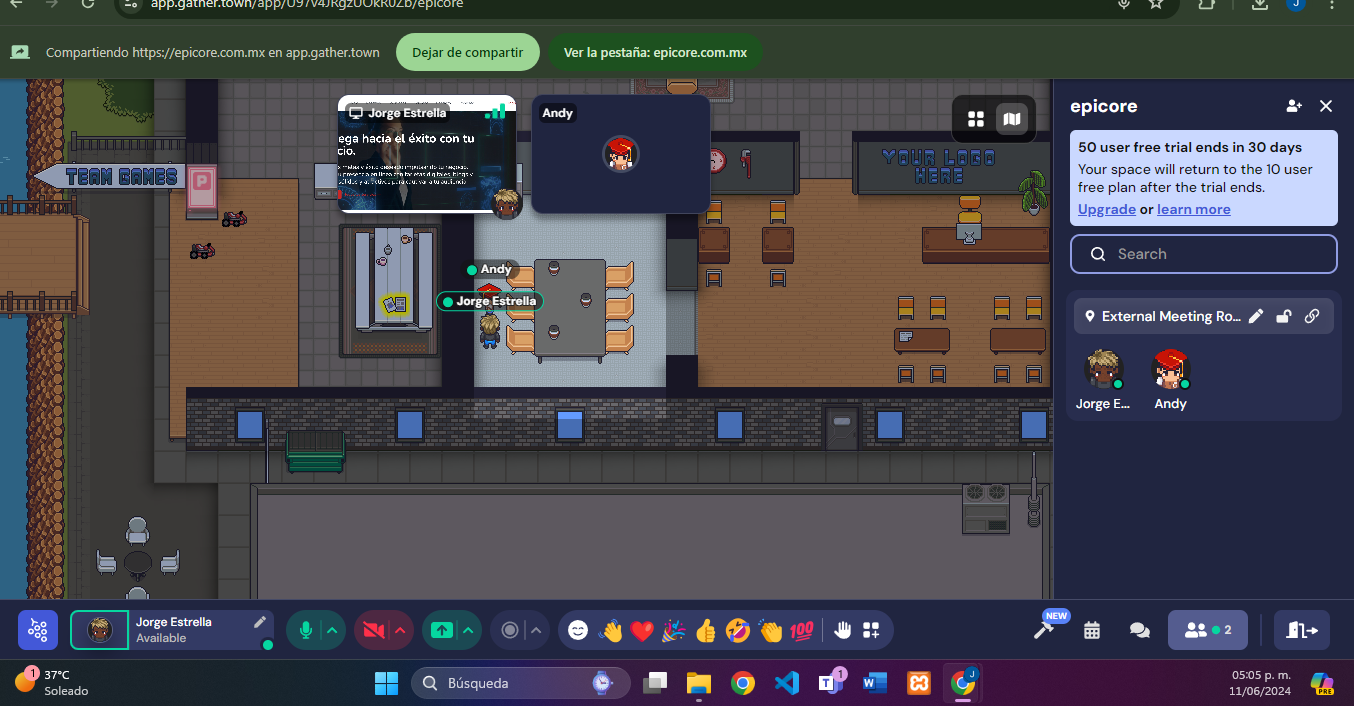 app.gather.town/app/U97v4JRgzUOkR0Zb/epicore
J
Compartiendo https://epicore.com.mx en app.gather.town
Dejar de compartir
Ver la pestaña: epicore.com.mx
Jorge Estrella
ega hacia el éxito con tu
cio.
Andy
TEAM GAMES
P
YOUR LOGO
HERE
Andy
Jorge Estrella
epicore
50 user free trial ends in 30 days
Your space will return to the 10 user
free plan after the trial ends.
Upgrade or learn more
Search
External Meeting Ro...
Jorge E...
Andy
Jorge Estrella
Available
100
NEW
2
1
37°C
Soleado
Búsqueda
1
J
05:05 p. m.
11/06/2024
PRE